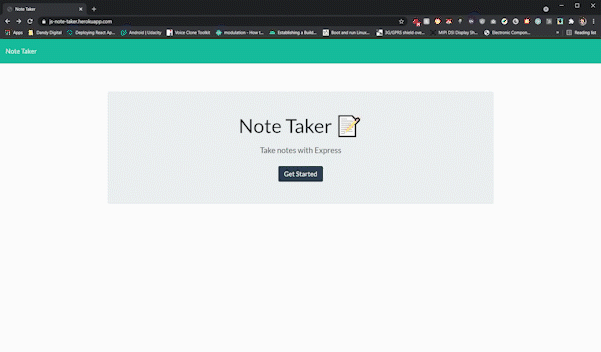 Note Taker
js-note-taker.herokuapp.com
Apps
Dandy Digital
Deploying React Ap...
Android | Udacity
Voice Clone Toolkit
modulation - How t...
Establishing a Build...
Boot and run Linux...
3G/GPRS shield ove...
MIPI DSI Display Sh...
Electronic Compon...
»
Reading list
Note Taker
Note Taker
Take notes with Express
Get Started